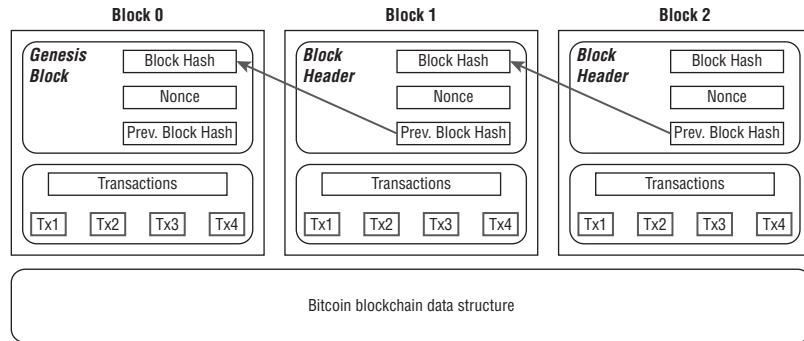 Block 0
Genesis
Block
Block Hash
Nonce
Prev. Block Hash
Transactions
Tx1 Tx2 Tx3 Tx4
Block 1
Block
Header
Block Hash
Nonce
Prev. Block Hash
Transactions
Tx1 Tx2 Tx3 Tx4
Block 2
Block
Header
Block Hash
Nonce
Prev. Block Hash
Transactions
Tx1 Tx2 Tx3 Tx4
Bitcoin blockchain data structure